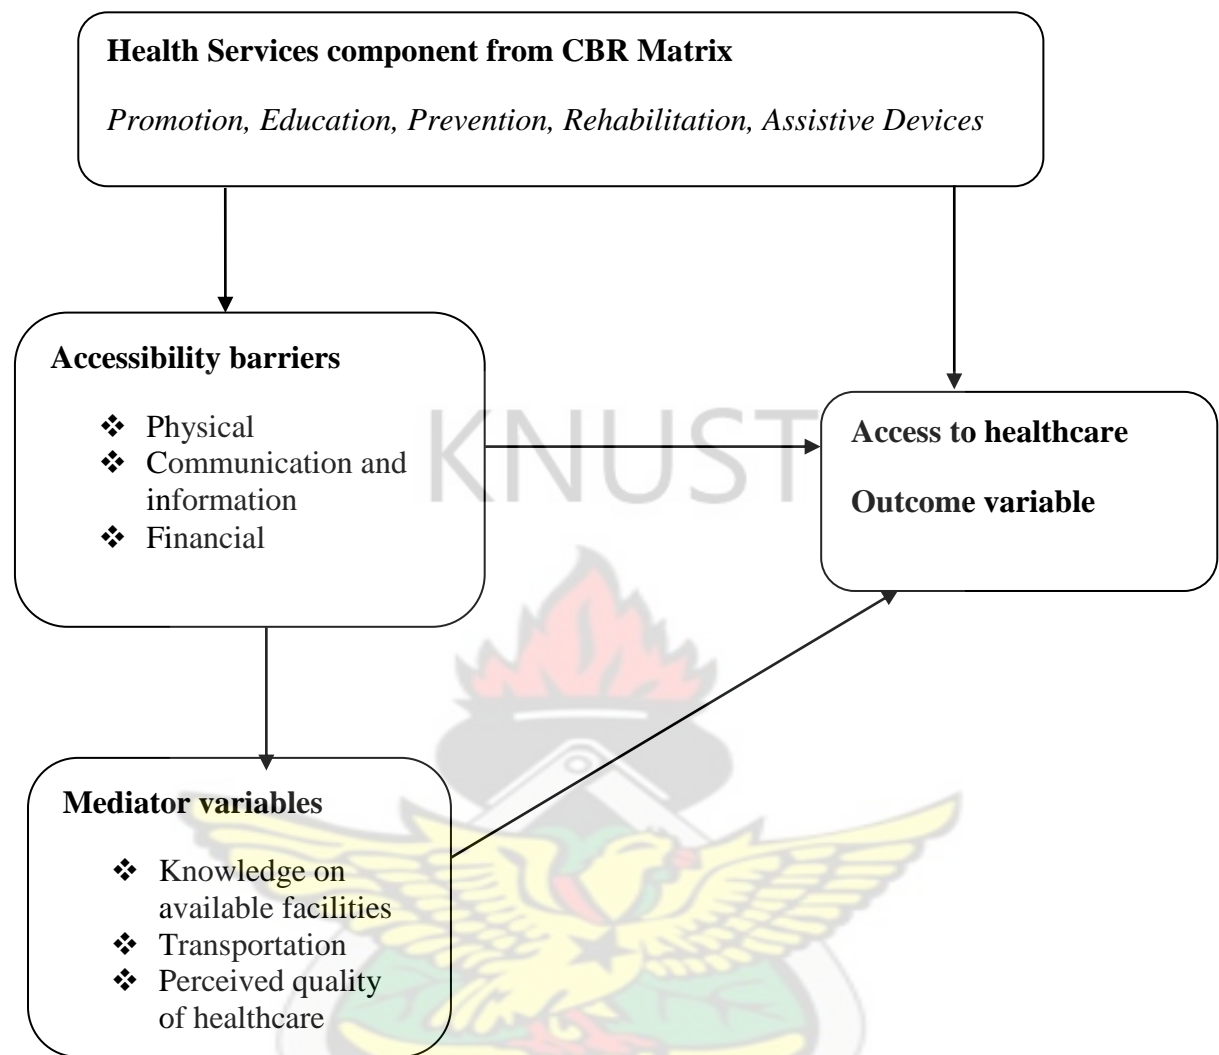 Health Services component from CBR Matrix
Promotion, Education, Prevention, Rehabilitation, Assistive Devices
Accessibility barriers
❖ Physical
❖ Communication and
information
❖ Financial
KNUST
Access to healthcare
Outcome variable
Mediator variables
❖ Knowledge on
available facilities
❖ Transportation
❖ Perceived quality
of healthcare